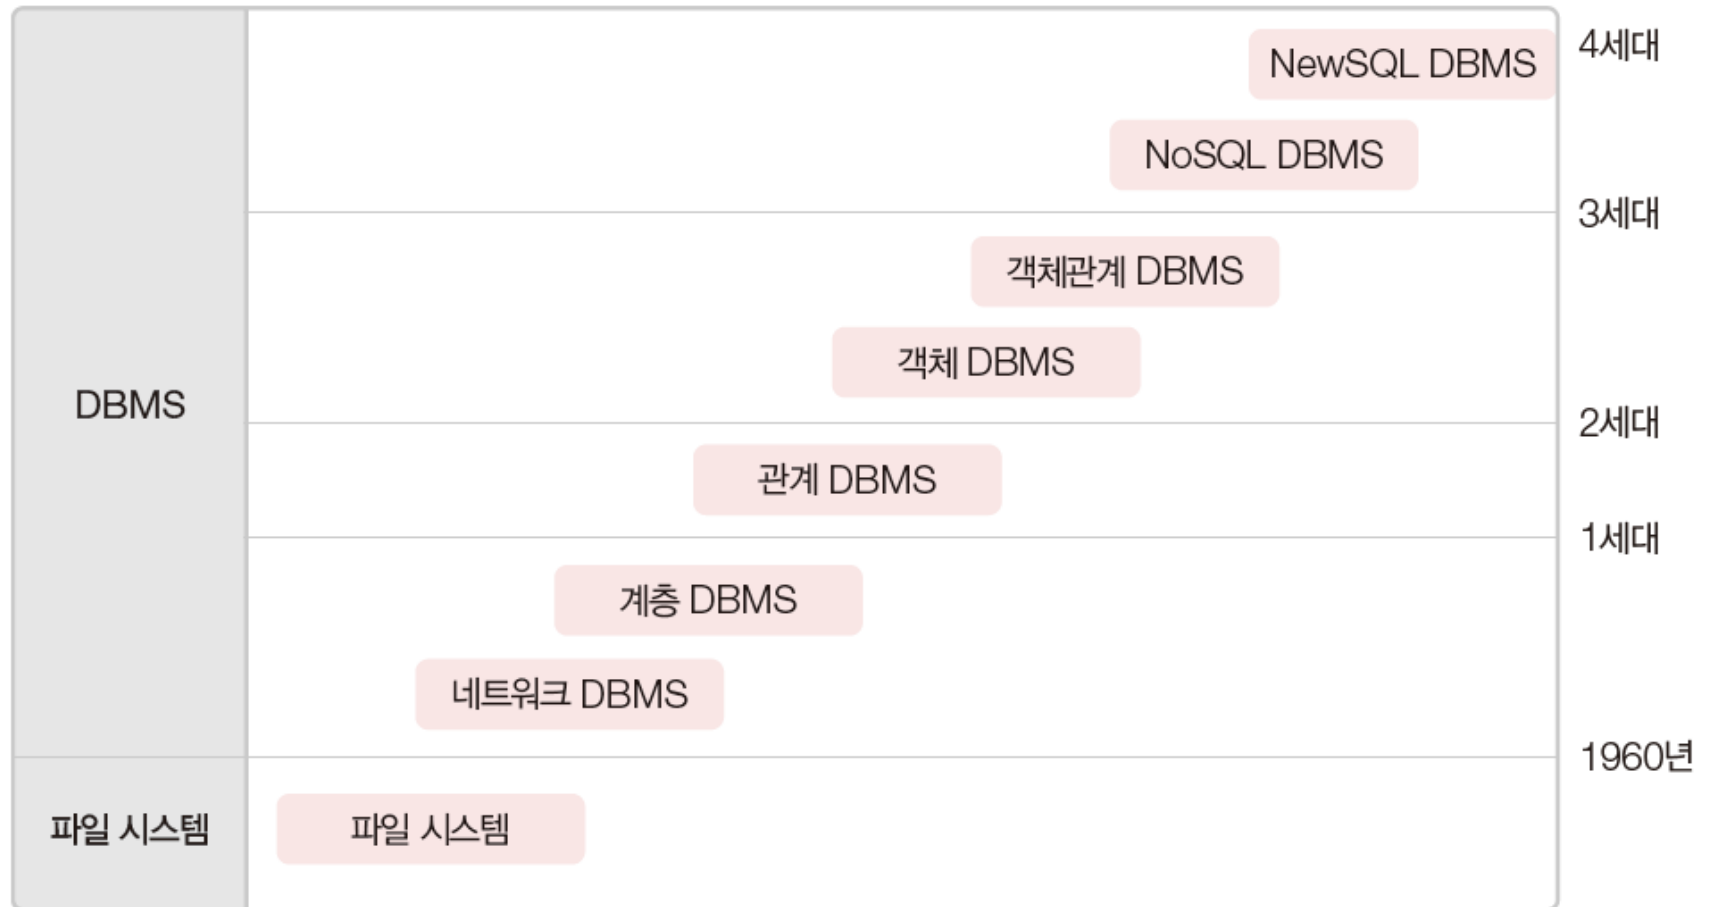 4세대
NewSQL DBMS
NoSQL DBMS
3세대
객체관계 DBMS
객체 DBMS
DBMS
2세대
관계 DBMS
1세대
계층 DBMS
네트워크 DBMS
1960년
파일 시스템
파일 시스템